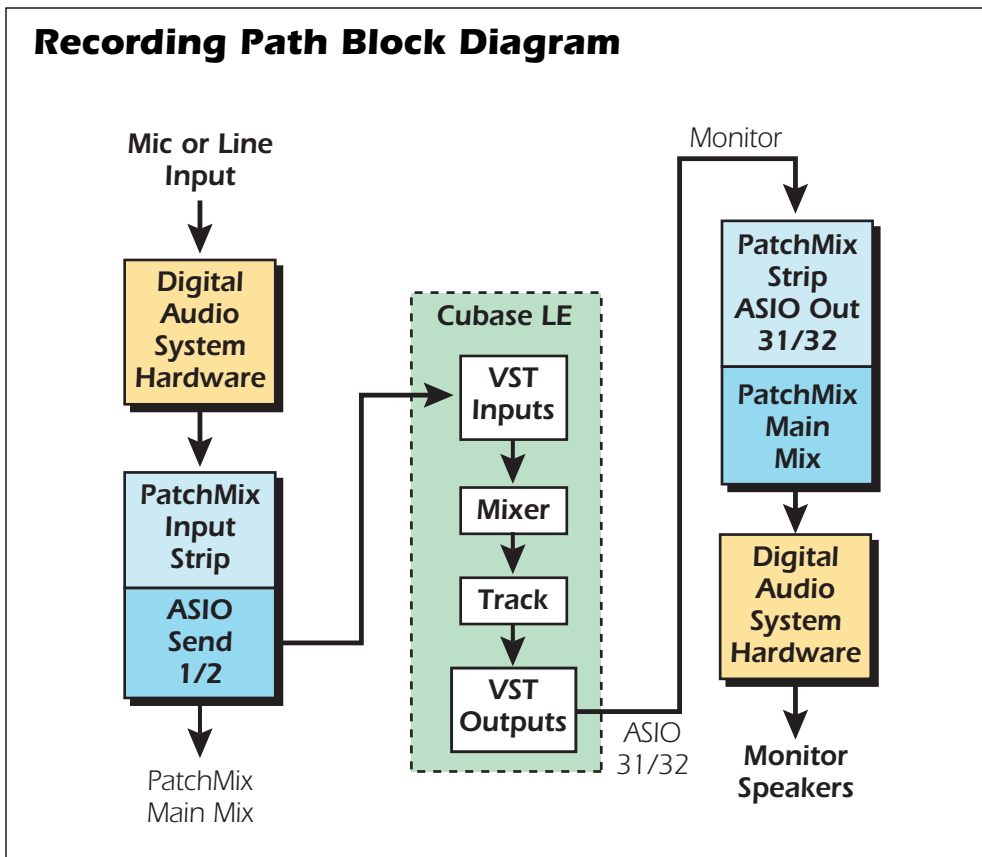 Recording Path Block Diagram
Mic or Line
Input
Digital
Audio
System
Hardware
PatchMix
Input
Strip
ASIO
Send
1/2
PatchMix
Main Mix
Cubase LE
VST
Inputs
Mixer
Track
VST
Outputs
ASIO
31/32
Monitor
PatchMix
Strip
ASIO Out
31/32
PatchMix
Main
Mix
Digital
Audio
System
Hardware
Monitor
Speakers